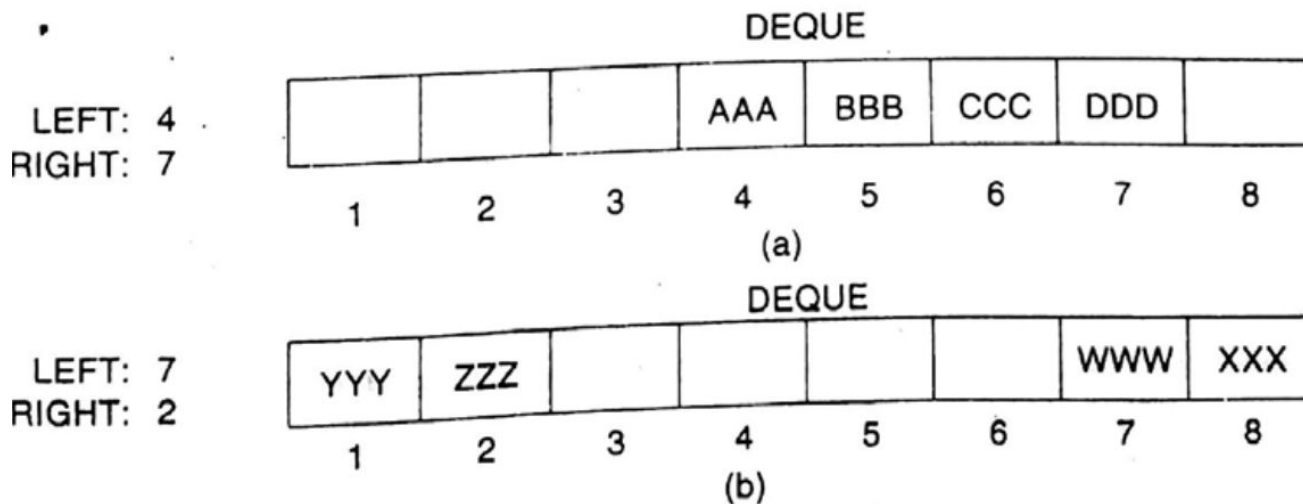 DEQUE
LEFT: 4
RIGHT: 7
AAA BBB CCC DDD
1 2 3 4 5 6 7 8
(a)
DEQUE
LEFT: 7
RIGHT: 2
YYY ZZZ WWW XXX
1 2 3 4 5 6 7 8
(b)